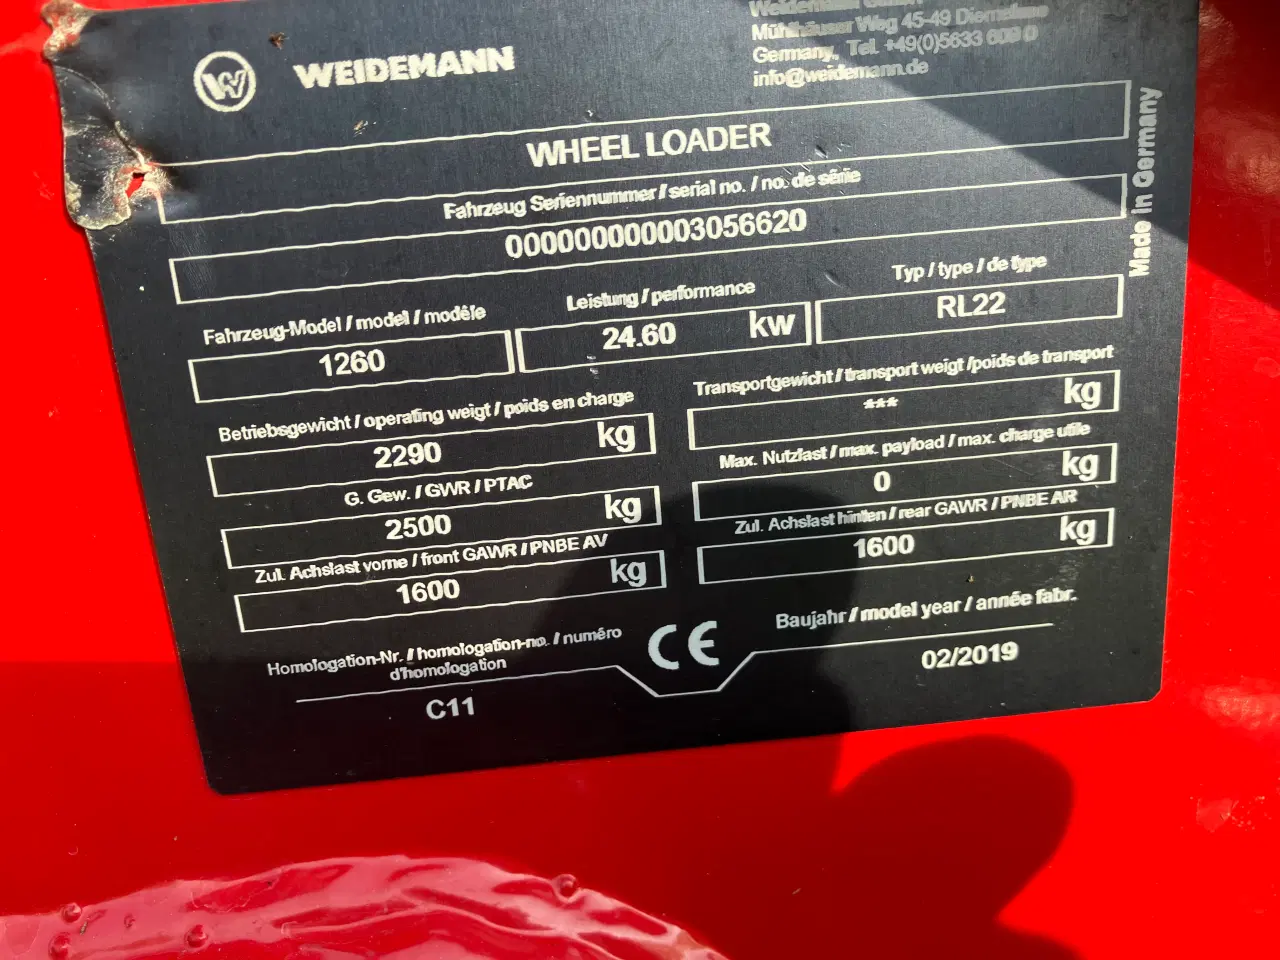 WEIDEMANN
Weidemann GmbH
Mühlhäuser Weg 45-49 Diemelsee
Germany, Tel. +49(0)5633 609 0
info@weidemann.de
WHEEL LOADER
Fahrzeug Seriennummer / serial no. / no. de série
000000000003056620
Made in Germany
Fahrzeug-Model / model / modèle
Leistung / performance
Typ / type / de type
1260
24.60 kw
RL22
Betriebsgewicht / operating weigt / poids en charge
Transportgewicht / transport weigt /poids de transport
2290 kg
*** kg
G. Gew. / GWR / PTAC
Max. Nutzlast / max. payload / max. charge utile
2500 kg
0 kg
Zul. Achslast vorne / front GAWR / PNBE AV
Zul. Achslast hinten / rear GAWR / PNBE AR
1600 kg
1600 kg
Homologation-Nr. / homologation-no. / numéro
d'homologation
C11
CE
Baujahr / model year / année fabr.
02/2019